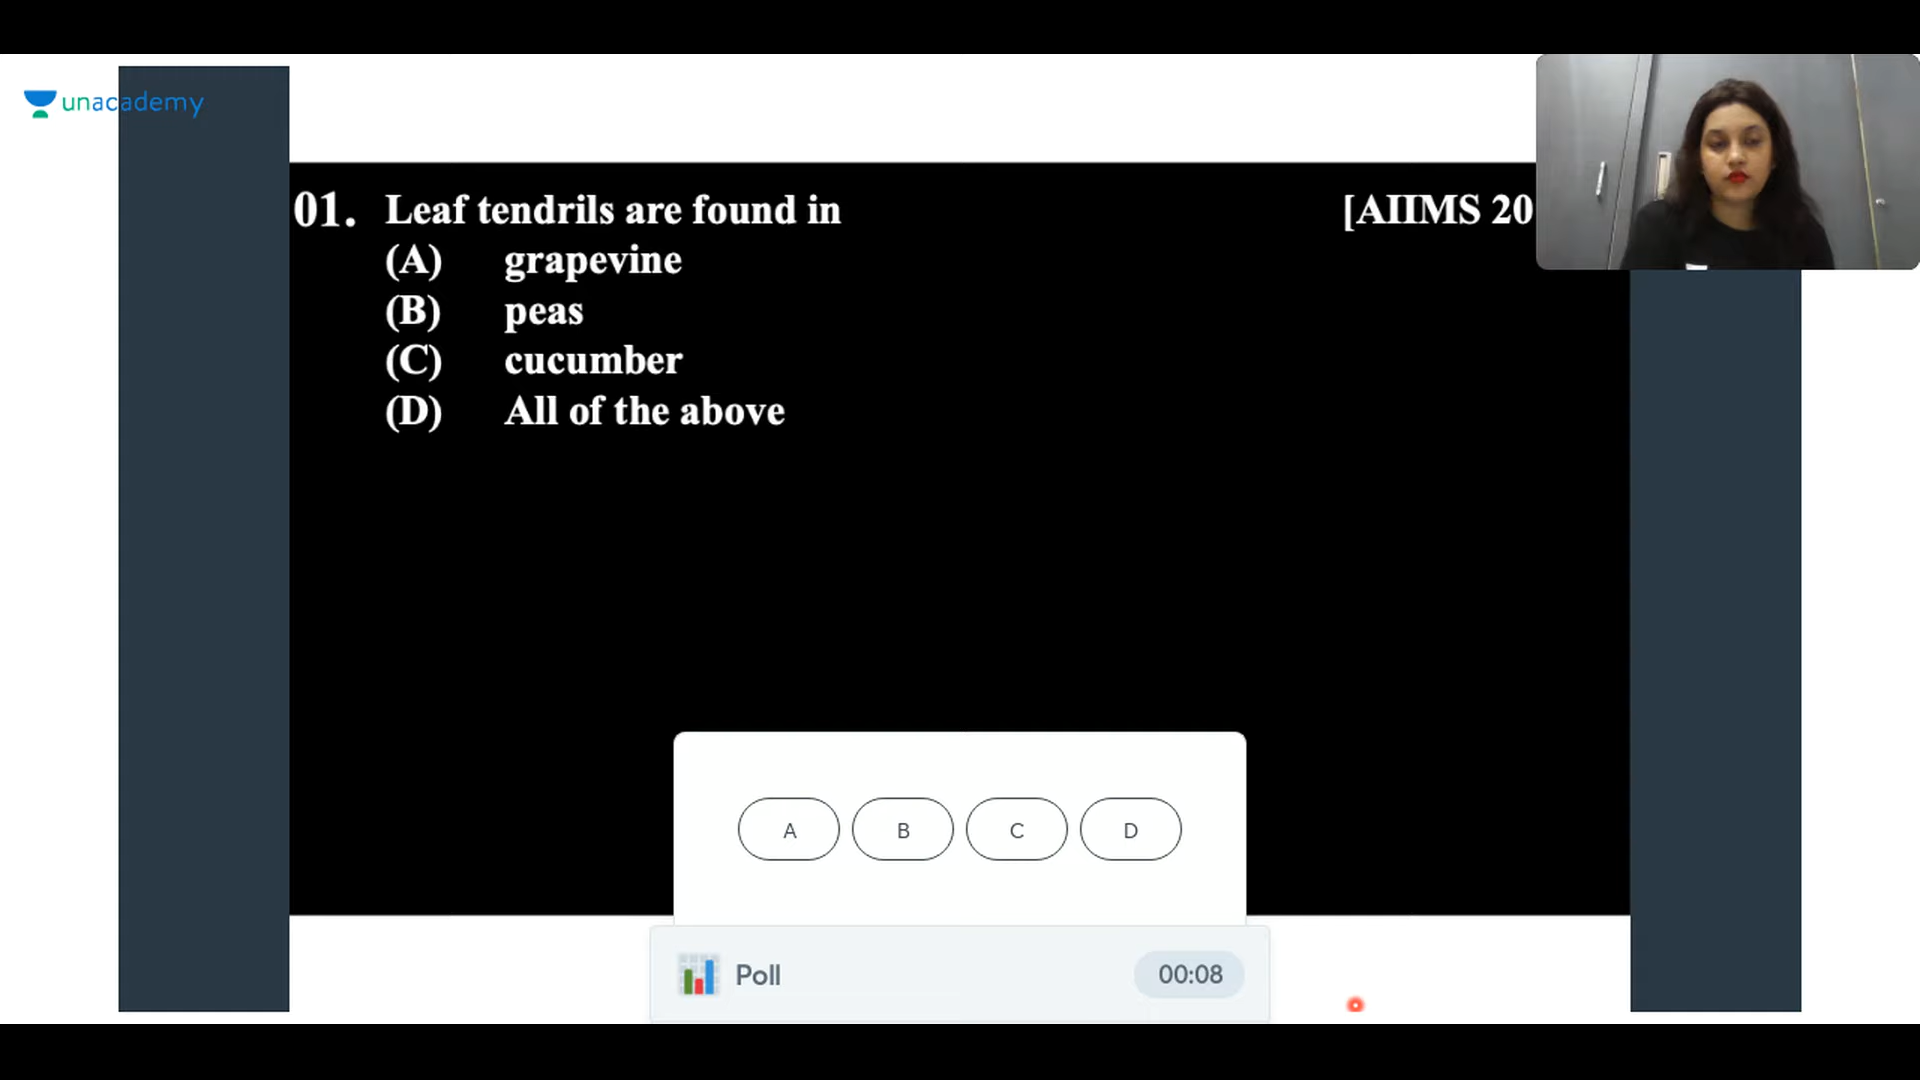 unacademy
01. Leaf tendrils are found in [AIIMS 20
(A) grapevine
(B) peas
(C) cucumber
(D) All of the above
A B C D
Poll 00:08